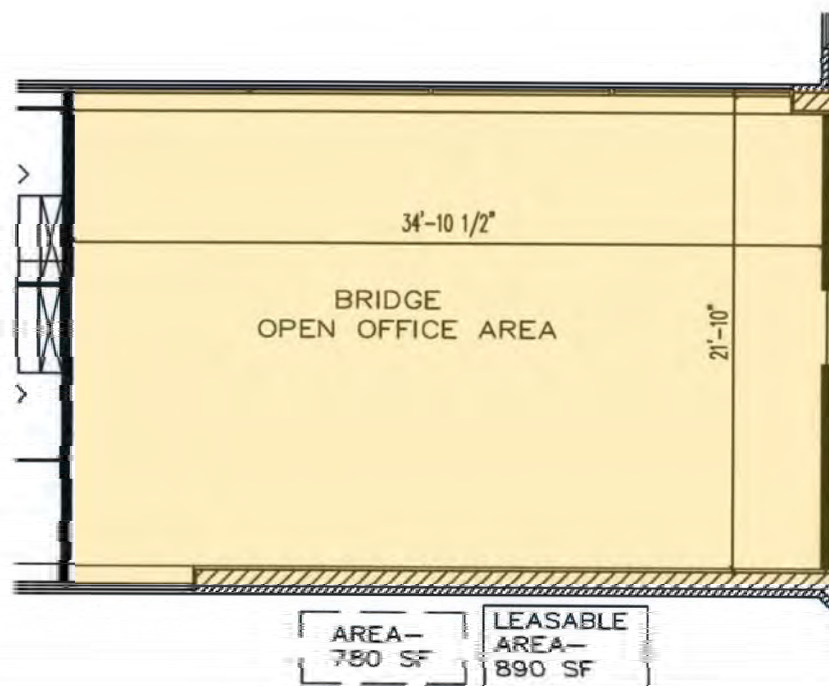 34'-10 1/2"
BRIDGE
OPEN OFFICE AREA
21'-10"
AREA-
780 SF
LEASABLE
AREA-
890 SF